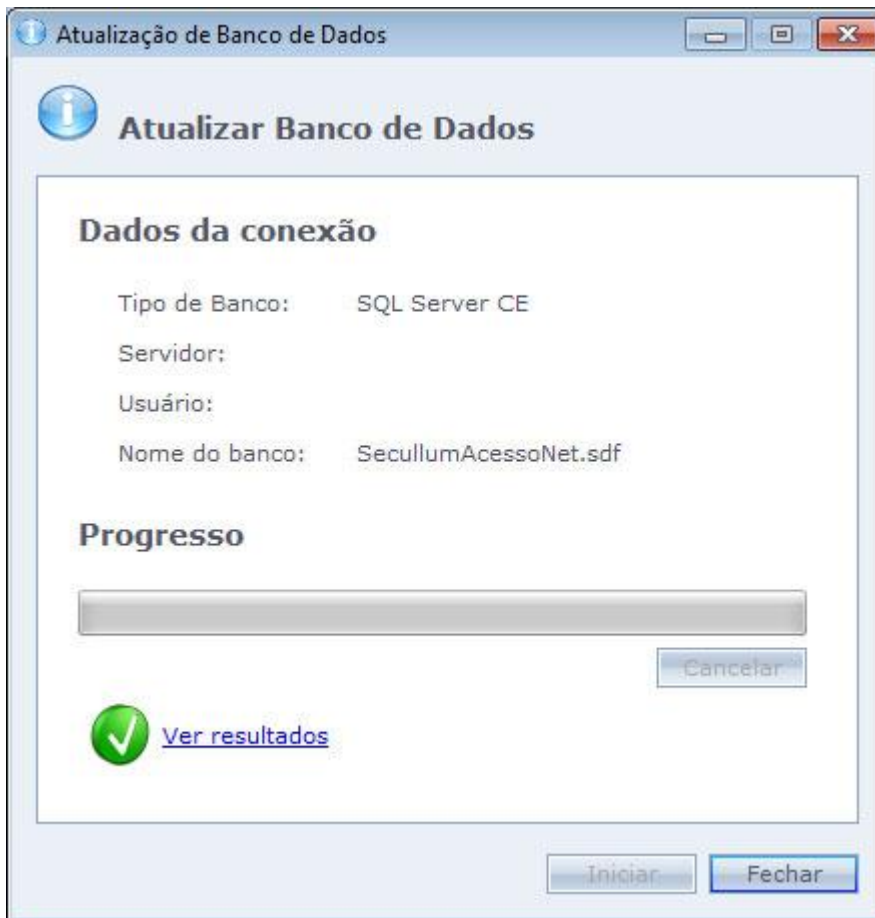 Atualização de Banco de Dados
Atualizar Banco de Dados
Dados da conexão
Tipo de Banco: SQL Server CE
Servidor:
Usuário:
Nome do banco: SecullumAcessoNet.sdf
Progresso
Cancelar
Ver resultados
Iniciar Fechar